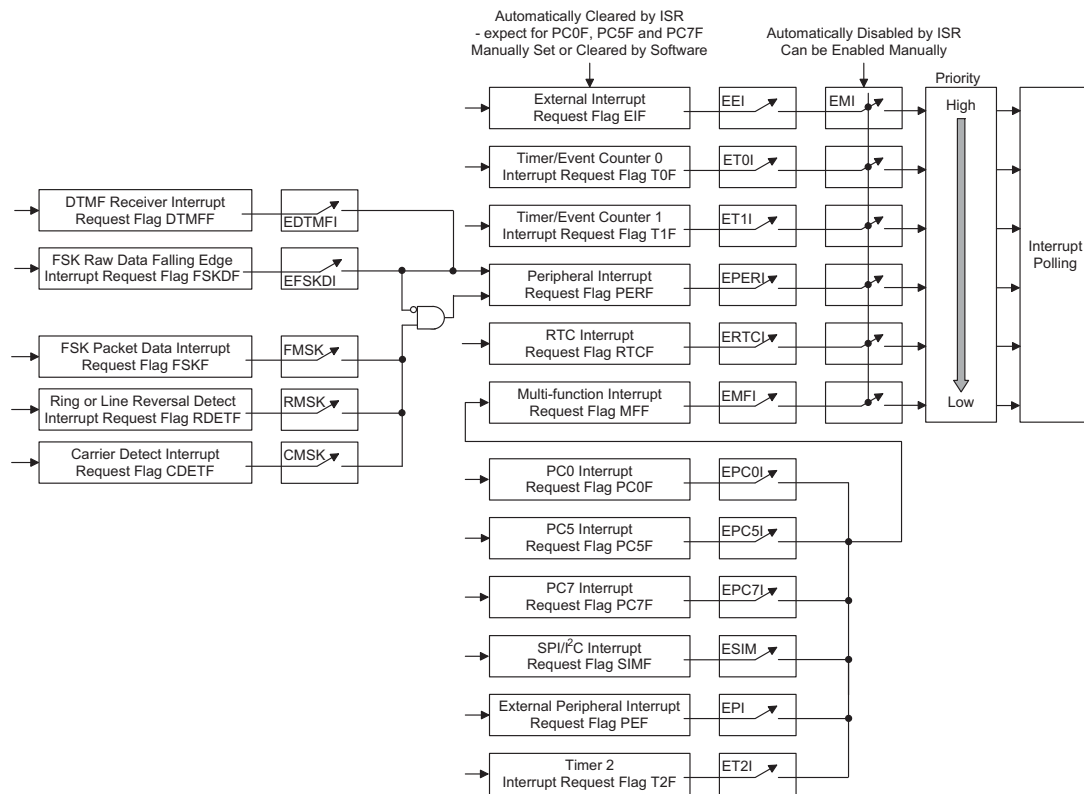 Automatically Cleared by ISR
- expect for PC0F, PC5F and PC7F
Manually Set or Cleared by Software
Automatically Disabled by ISR
Can be Enabled Manually
Priority
External Interrupt
Request Flag EIF
EEI
EMI
High
Timer/Event Counter 0
Interrupt Request Flag T0F
ET0I
DTMF Receiver Interrupt
Request Flag DTMFF
EDTMFI
Timer/Event Counter 1
Interrupt Request Flag T1F
ET1I
Interrupt
Polling
FSK Raw Data Falling Edge
Interrupt Request Flag FSKDF
EFSKDI
Peripheral Interrupt
Request Flag PERF
EPERI
FSK Packet Data Interrupt
Request Flag FSKF
FMSK
RTC Interrupt
Request Flag RTCF
ERTCI
Ring or Line Reversal Detect
Interrupt Request Flag RDETF
RMSK
Multi-function Interrupt
Request Flag MFF
EMFI
Low
Carrier Detect Interrupt
Request Flag CDETF
CMSK
PC0 Interrupt
Request Flag PC0F
EPC0I
PC5 Interrupt
Request Flag PC5F
EPC5I
PC7 Interrupt
Request Flag PC7F
EPC7I
SPI/I²C Interrupt
Request Flag SIMF
ESIM
External Peripheral Interrupt
Request Flag PEF
EPI
Timer 2
Interrupt Request Flag T2F
ET2I